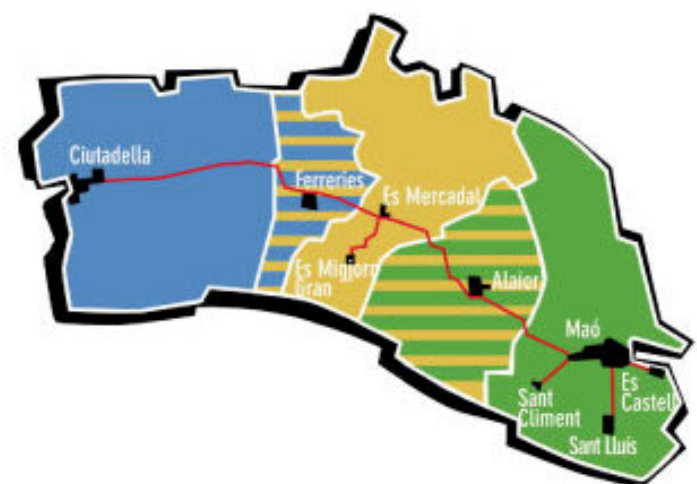 Ciutadella
Ferreries
Es Mercadal
Es Migjorn
Gran
Alaior
Maó
Es
Castell
Sant
Climent
Sant Lluís